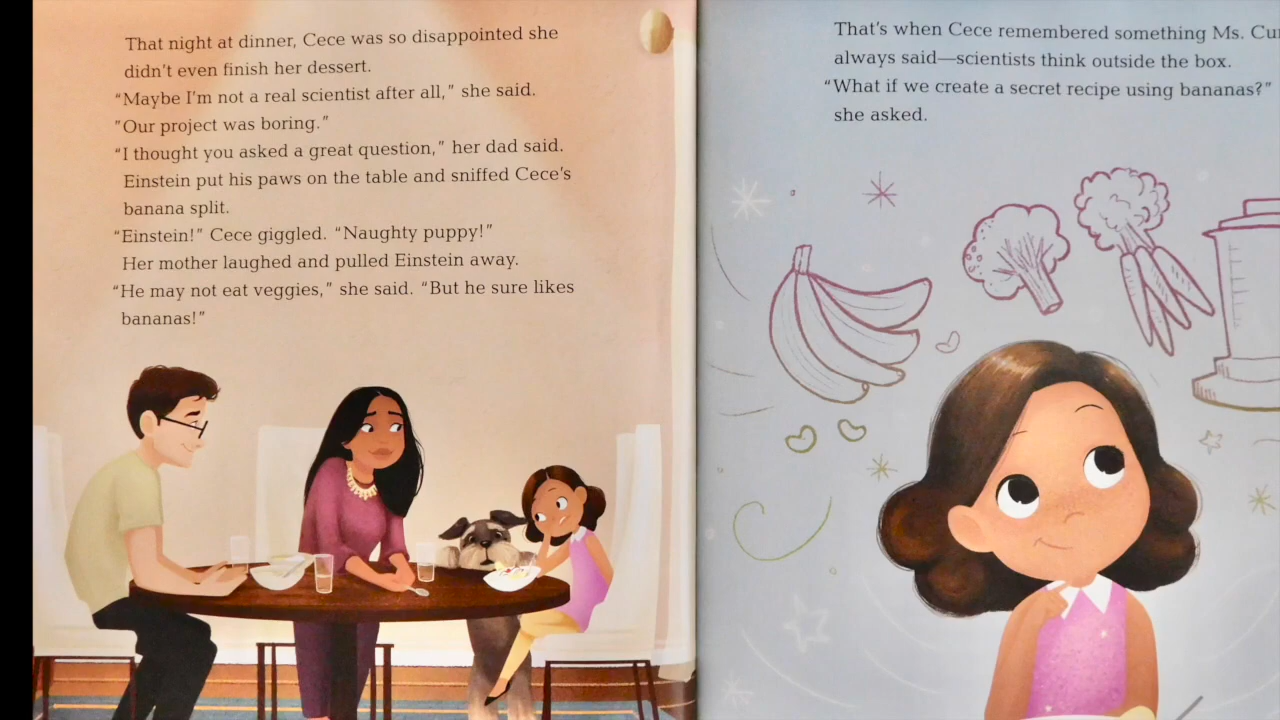 That night at dinner, Cece was so disappointed she
didn't even finish her dessert.
“Maybe I'm not a real scientist after all,” she said.
“Our project was boring.”
“I thought you asked a great question,” her dad said.
Einstein put his paws on the table and sniffed Cece's
banana split.
“Einstein!” Cece giggled. “Naughty puppy!”
Her mother laughed and pulled Einstein away.
“He may not eat veggies,” she said. “But he sure likes
bananas!”
That's when Cece remembered something Ms.
always said—scientists think outside the box.
“What if we create a secret recipe using bananas?”
she asked.